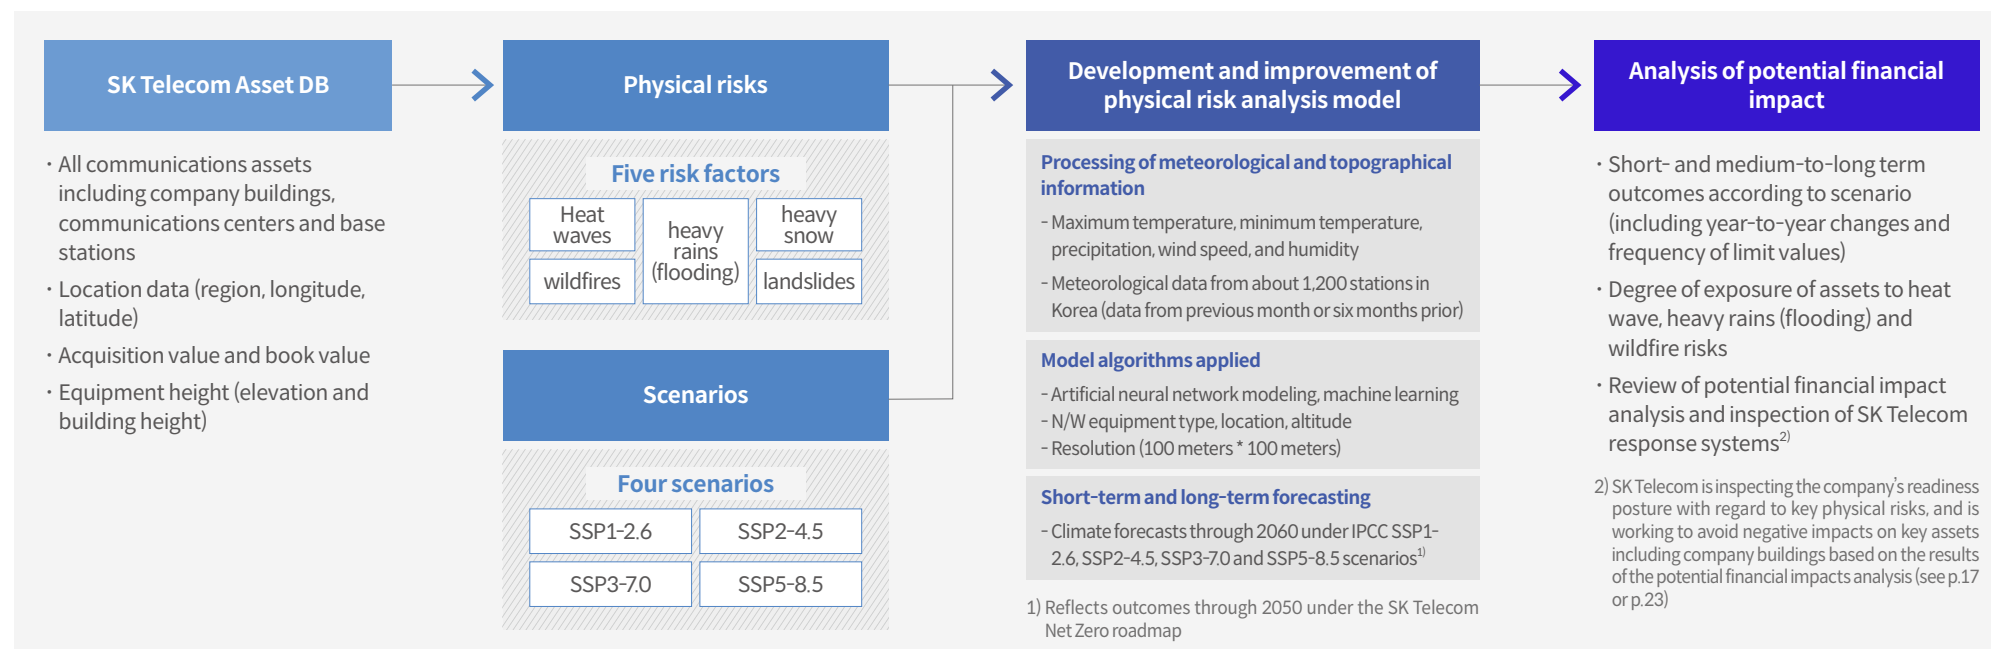 SK Telecom Asset DB
· All communications assets
including company buildings,
communications centers and base
stations
· Location data (region, longitude,
latitude)
· Acquisition value and book value
· Equipment height (elevation and
building height)
Physical risks
Five risk factors
Heat
waves
heavy
rains
(flooding)
heavy
snow
wildfires
landslides
Scenarios
Four scenarios
SSP1-2.6
SSP2-4.5
SSP3-7.0
SSP5-8.5
Development and improvement of
physical risk analysis model
Processing of meteorological and topographical
information
- Maximum temperature, minimum temperature,
precipitation, wind speed, and humidity
- Meteorological data from about 1,200 stations in
Korea (data from previous month or six months prior)
Model algorithms applied
- Artificial neural network modeling, machine learning
- N/W equipment type, location, altitude
- Resolution (100 meters * 100 meters)
Short-term and long-term forecasting
- Climate forecasts through 2060 under IPCC SSP1-
2.6, SSP2-4.5, SSP3-7.0 and SSP5-8.5 scenarios1)
1) Reflects outcomes through 2050 under the SK Telecom
Net Zero roadmap
Analysis of potential financial
impact
· Short- and medium-to-long term
outcomes according to scenario
(including year-to-year changes and
frequency of limit values)
· Degree of exposure of assets to heat
wave, heavy rains (flooding) and
wildfire risks
· Review of potential financial impact
analysis and inspection of SK Telecom
response systems2)
2) SK Telecom is inspecting the company's readiness
posture with regard to key physical risks, and is
working to avoid negative impacts on key assets
including company buildings based on the results
of the potential financial impacts analysis (see p.17
or p.23)